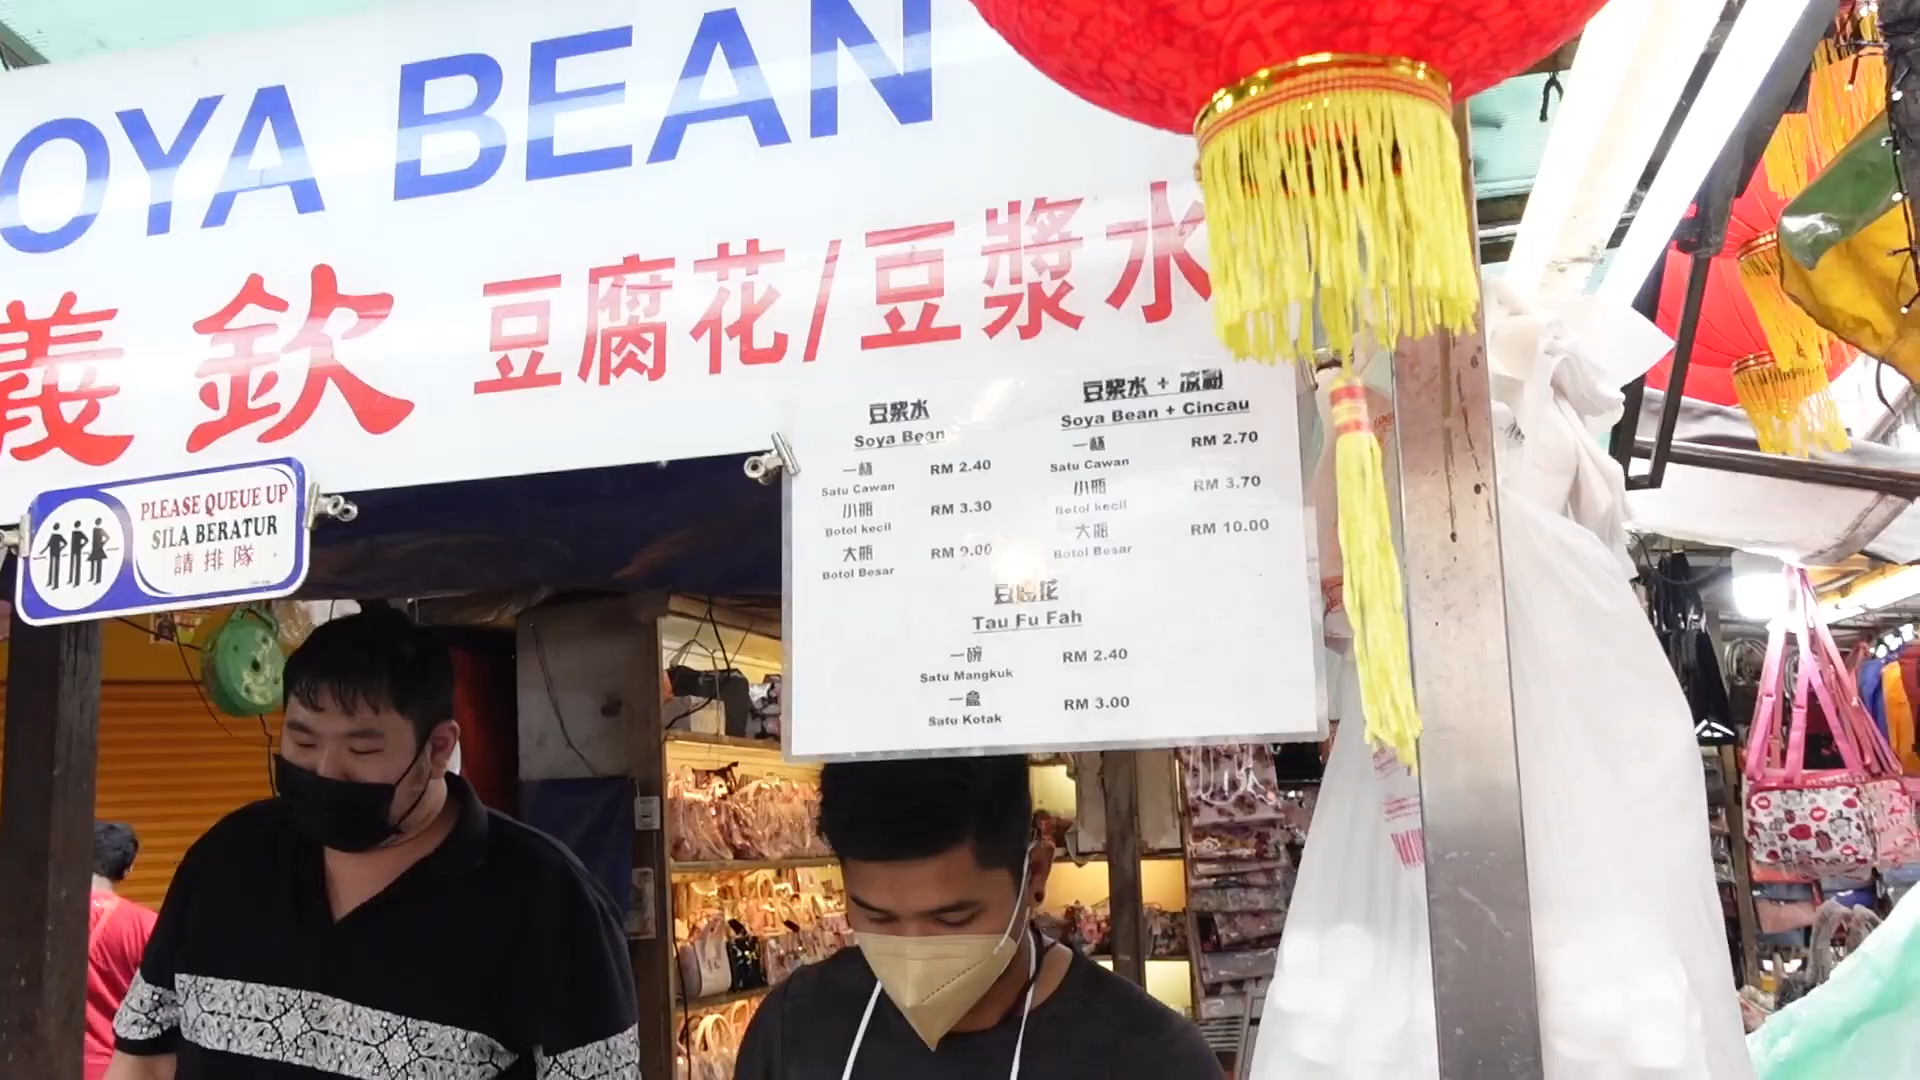 OYA BEAN
義欽 豆腐花/豆漿水
PLEASE QUEUE UP
SILA BERATUR
請排隊
豆浆水
Soya Bean
一杯 RM 2.40
Satu Cawan
小瓶 RM 3.30
Botol kecil
大瓶 RM 9.00
Botol Besar
豆浆水 + 凉粉
Soya Bean + Cincau
一杯 RM 2.70
Satu Cawan
小瓶 RM 3.70
Botol kecil
大瓶 RM 10.00
Botol Besar
豆腐花
Tau Fu Fah
一碗 RM 2.40
Satu Mangkuk
一盒 RM 3.00
Satu Kotak